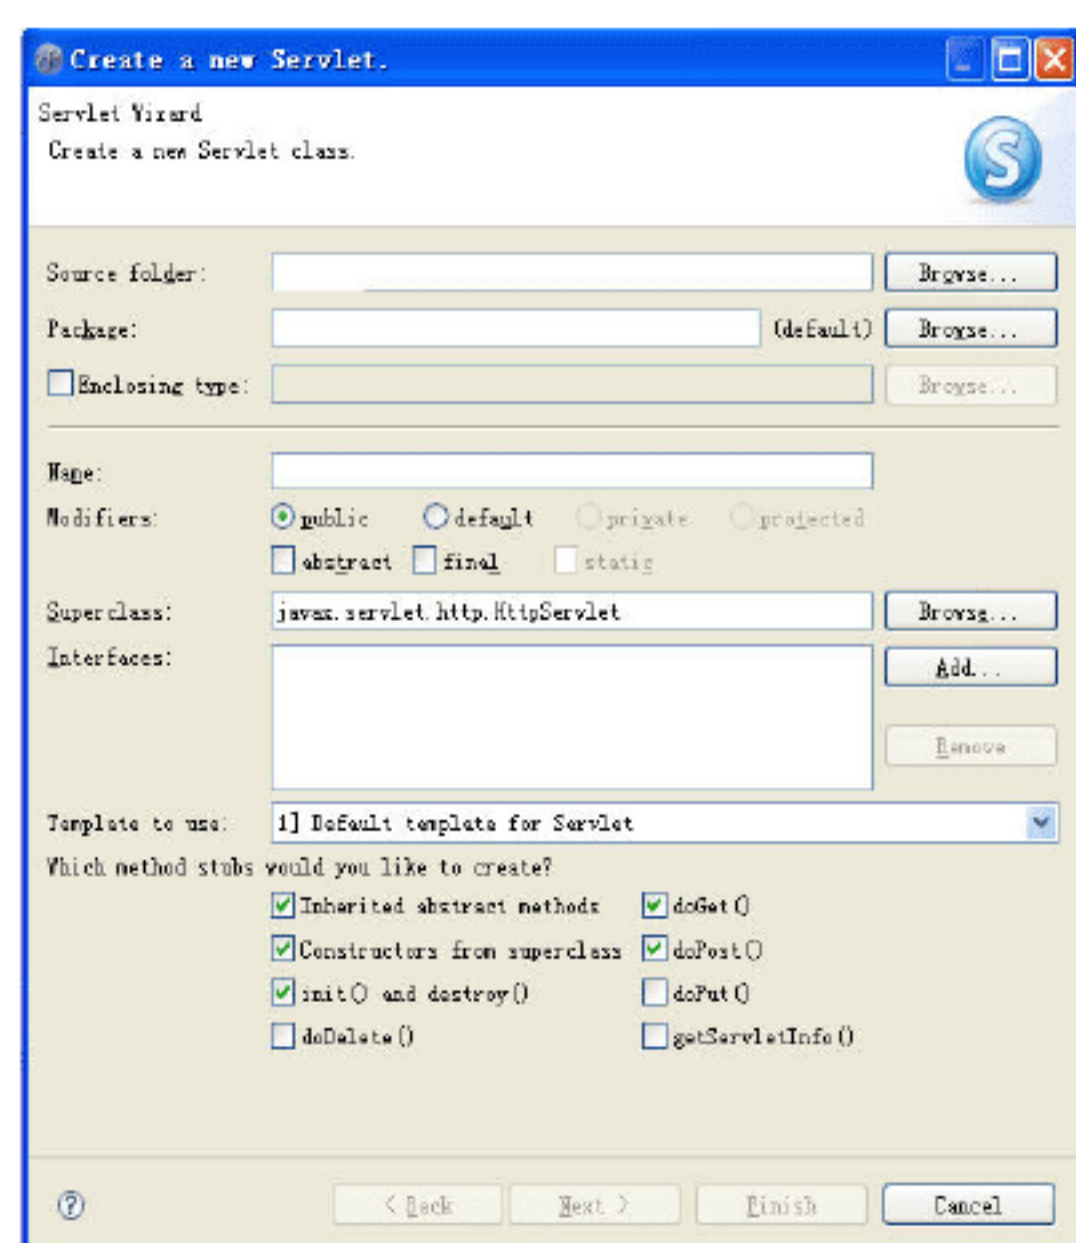 Create a new Servlet.
Servlet Wizard
Create a new Servlet class.
Source folder:
Browse...
Package:
(default)
Browse...
Enclosing type:
Browse...
Name:
Modifiers:
public
default
private
protected
abstract
final
static
Superclass:
javax.servlet.http.HttpServlet
Browse...
Interfaces:
Add...
Remove
Template to use:
1] Default template for Servlet
Which method stubs would you like to create?
Inherited abstract methods
doGet()
Constructors from superclass
doPost()
init() and destroy()
doPut()
doDelete()
getServletInfo()
< Back
Next >
Finish
Cancel